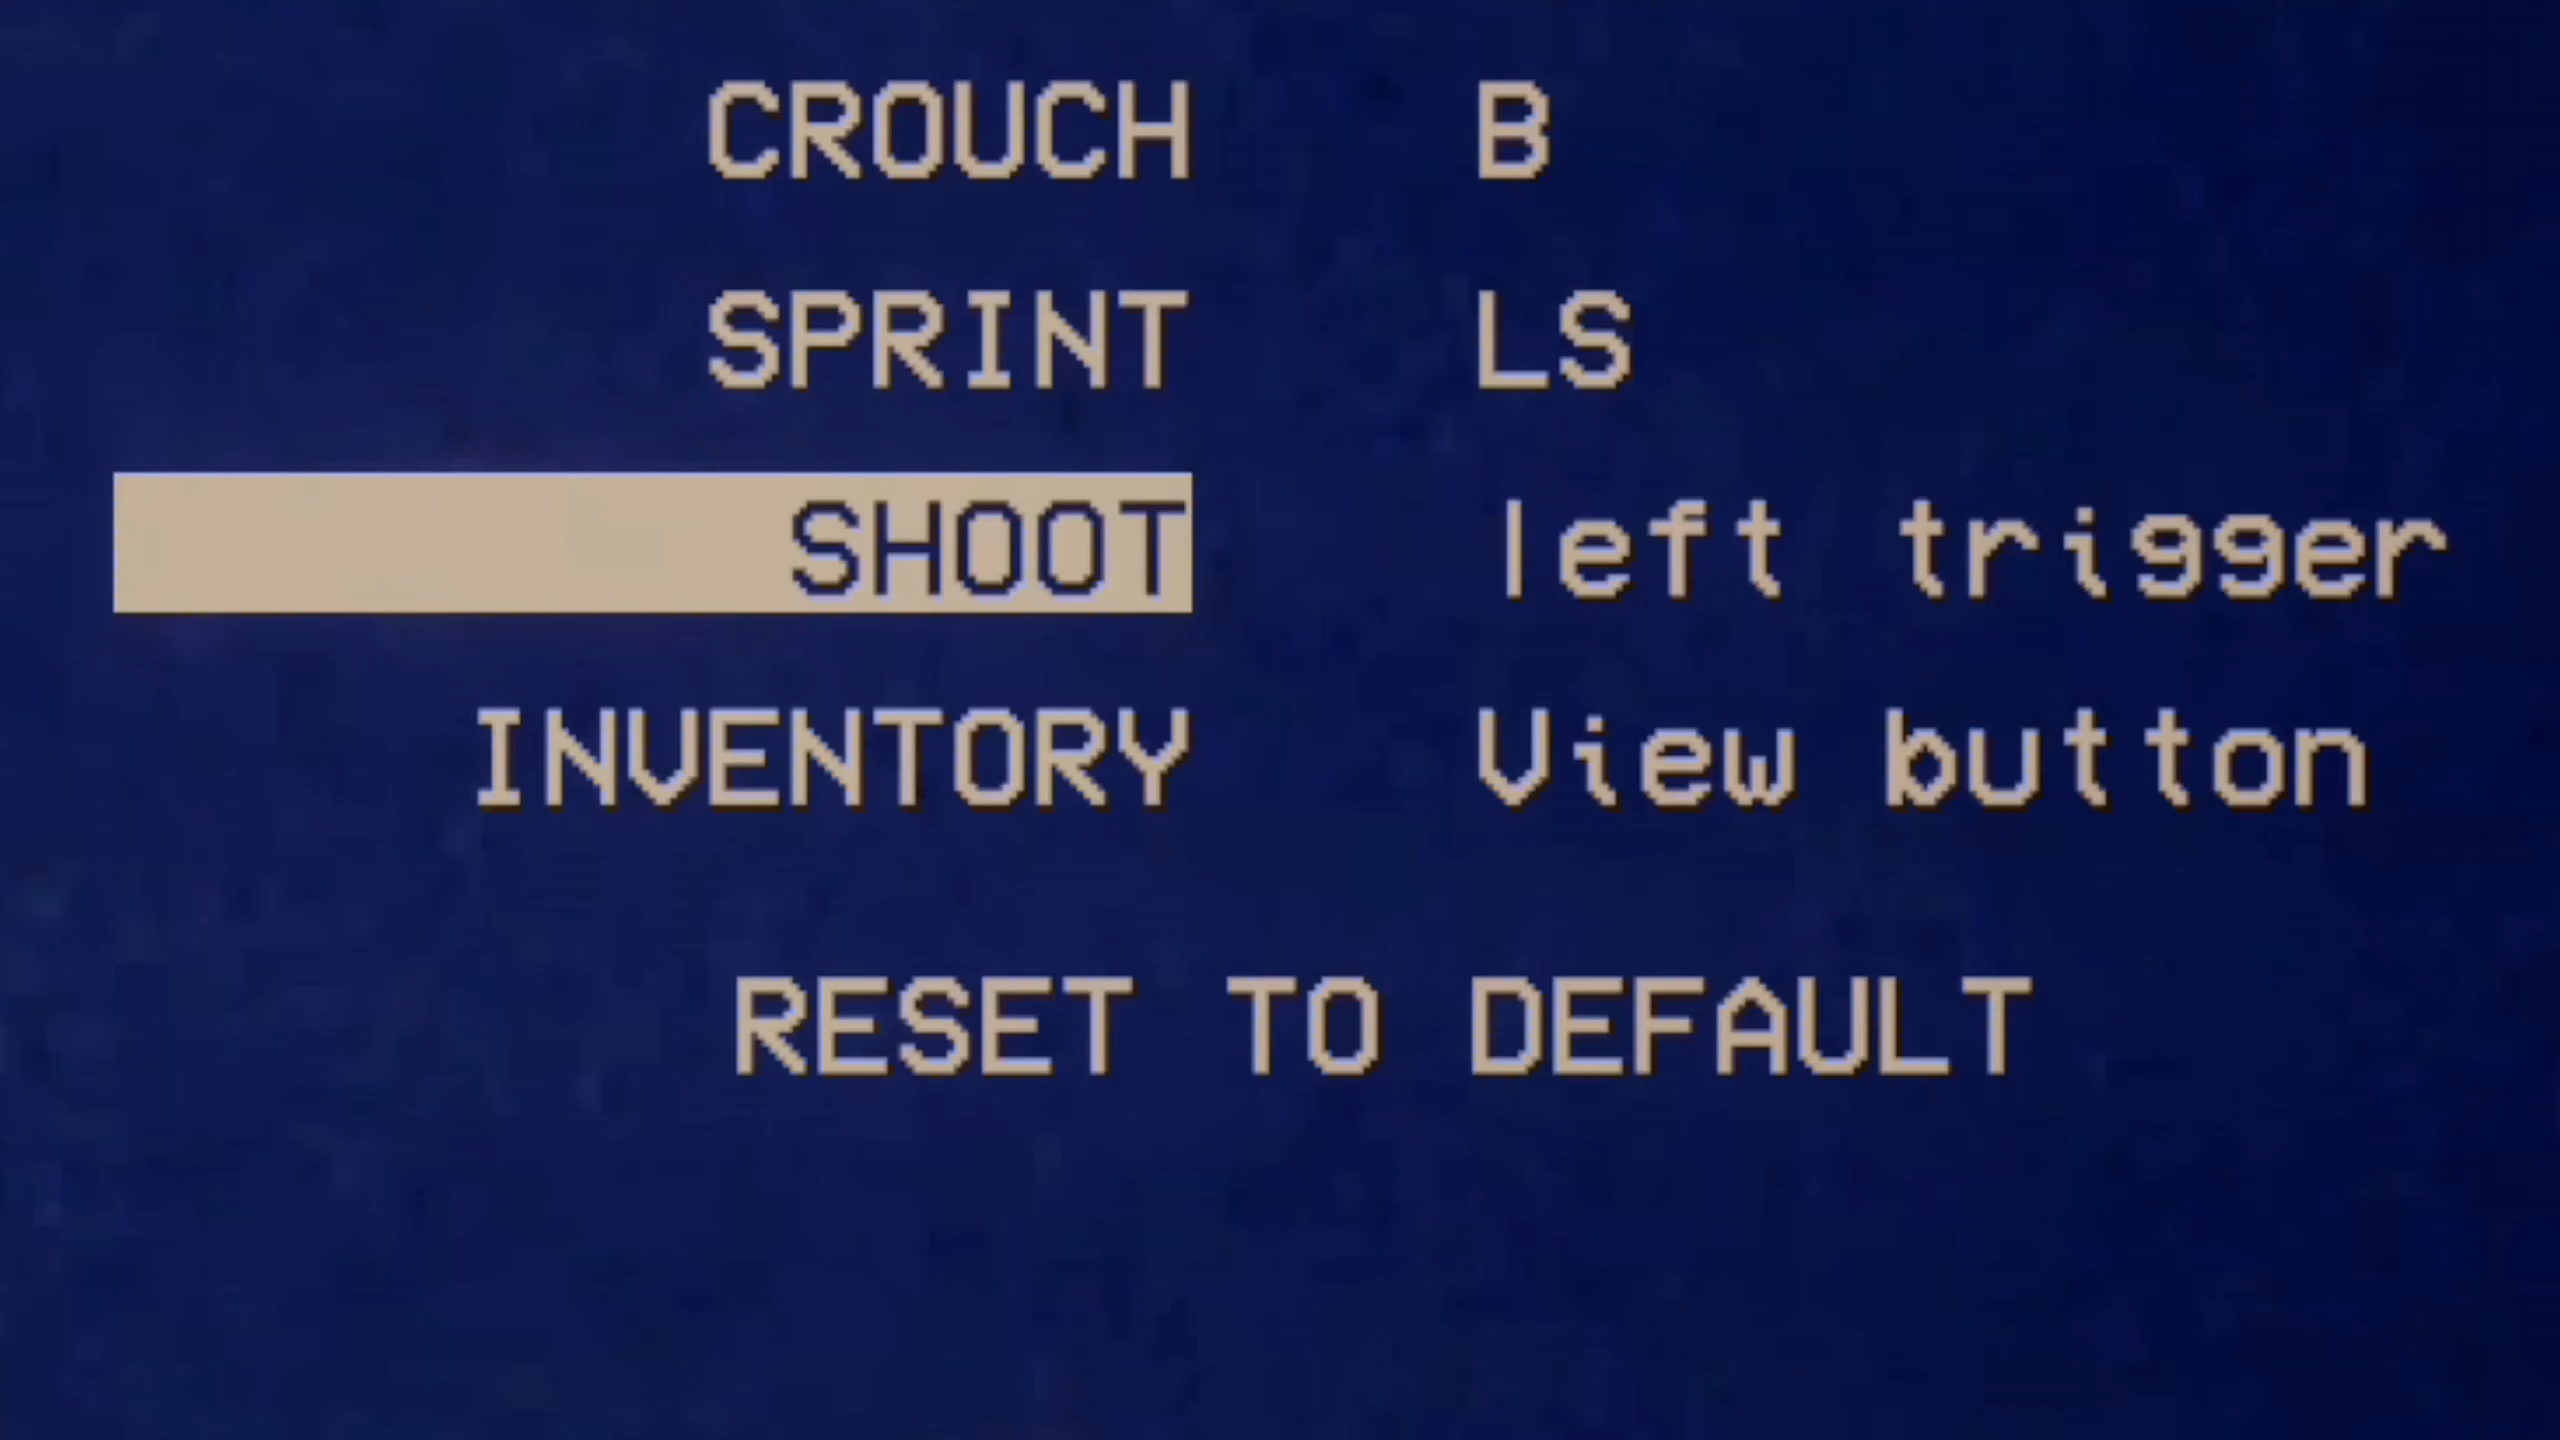 CROUCH B
SPRINT LS
SHOOT left trigger
INVENTORY View button
RESET TO DEFAULT